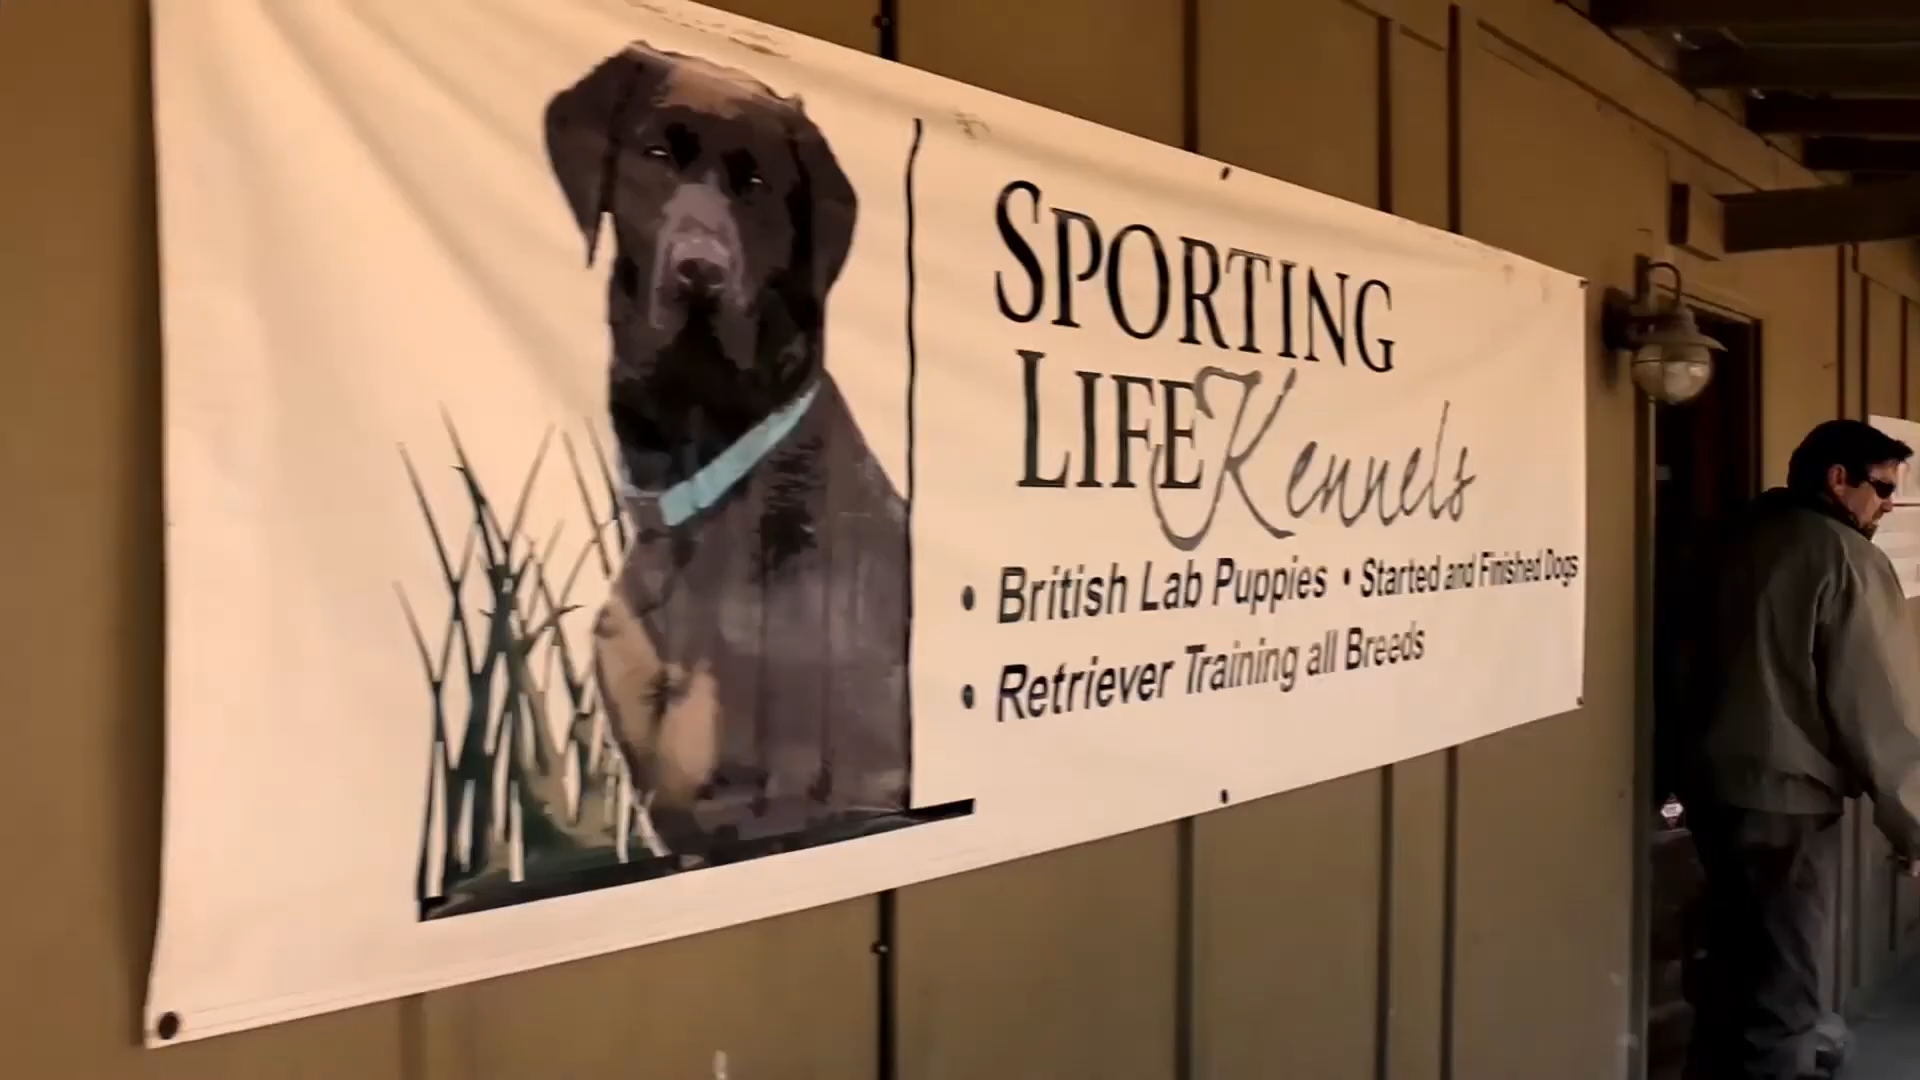 SPORTING
LIFE Kennels
• British Lab Puppies • Started and Finished Dogs
• Retriever Training all Breeds